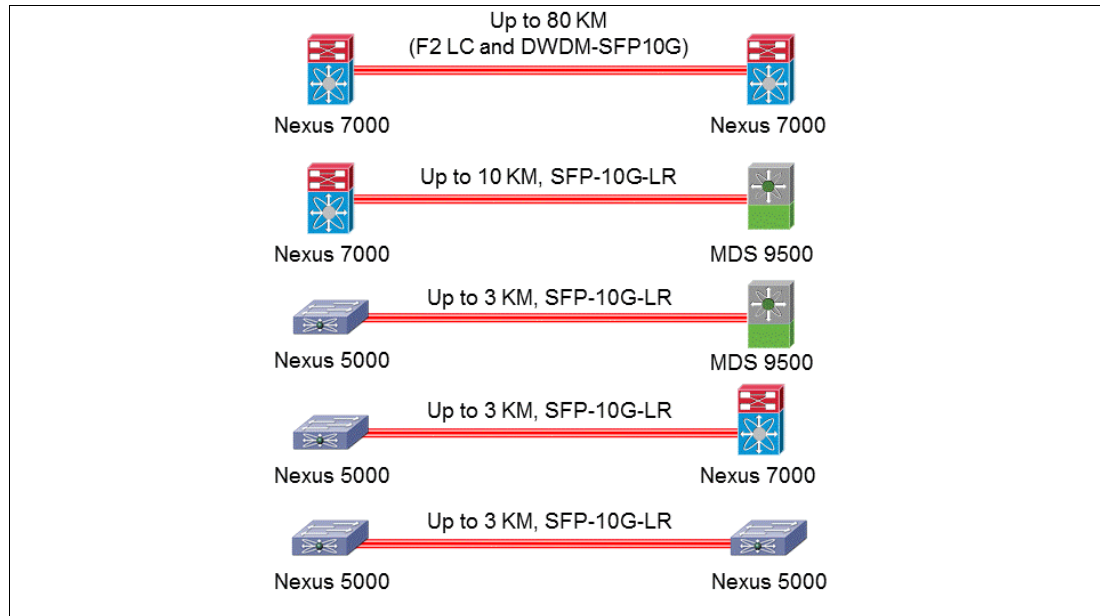 Up to 80 KM
(F2 LC and DWDM-SFP10G)
Nexus 7000
Nexus 7000
Up to 10 KM, SFP-10G-LR
Nexus 7000
MDS 9500
Up to 3 KM, SFP-10G-LR
Nexus 5000
MDS 9500
Up to 3 KM, SFP-10G-LR
Nexus 5000
Nexus 7000
Up to 3 KM, SFP-10G-LR
Nexus 5000
Nexus 5000